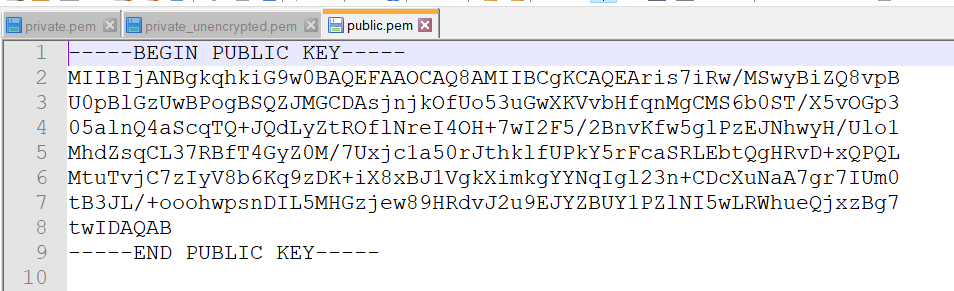 private.pem private_unencrypted.pem public.pem
1 -----BEGIN PUBLIC KEY-----
2 MIIBIjANBgkqhkiG9w0BAQEFAAOCAQ8AMIIBCgKCAQEAris7iRw/MSwyBiZQ8vpB
3 U0pBlGzUwBPogBSQZJMGCDAsjnjkOfUo53uGwXKVvbHfqnMgCMS6b0ST/X5vOGp3
4 05alnQ4aScqTQ+JQdLyZtROflNreI4OH+7wI2F5/2BnvKfw5glPzEJNhwyH/Ulo1
5 MhdZsqCL37RBfT4GyZ0M/7Uxjc1a50rJthklfUPkY5rFcaSRLEbtQgHRvD+xQPQL
6 MtuTvjC7zIyV8b6Kq9zDK+iX8xBJ1VgkXimkgYYNqIgl23n+CDcXuNaA7gr7IUm0
7 tB3JL/+ooohwpsnDIL5MHGzjew89HRdvJ2u9EJYZBUY1PZlNI5wLRWhueQjxzBg7
8 twIDAQAB
9 -----END PUBLIC KEY-----
10